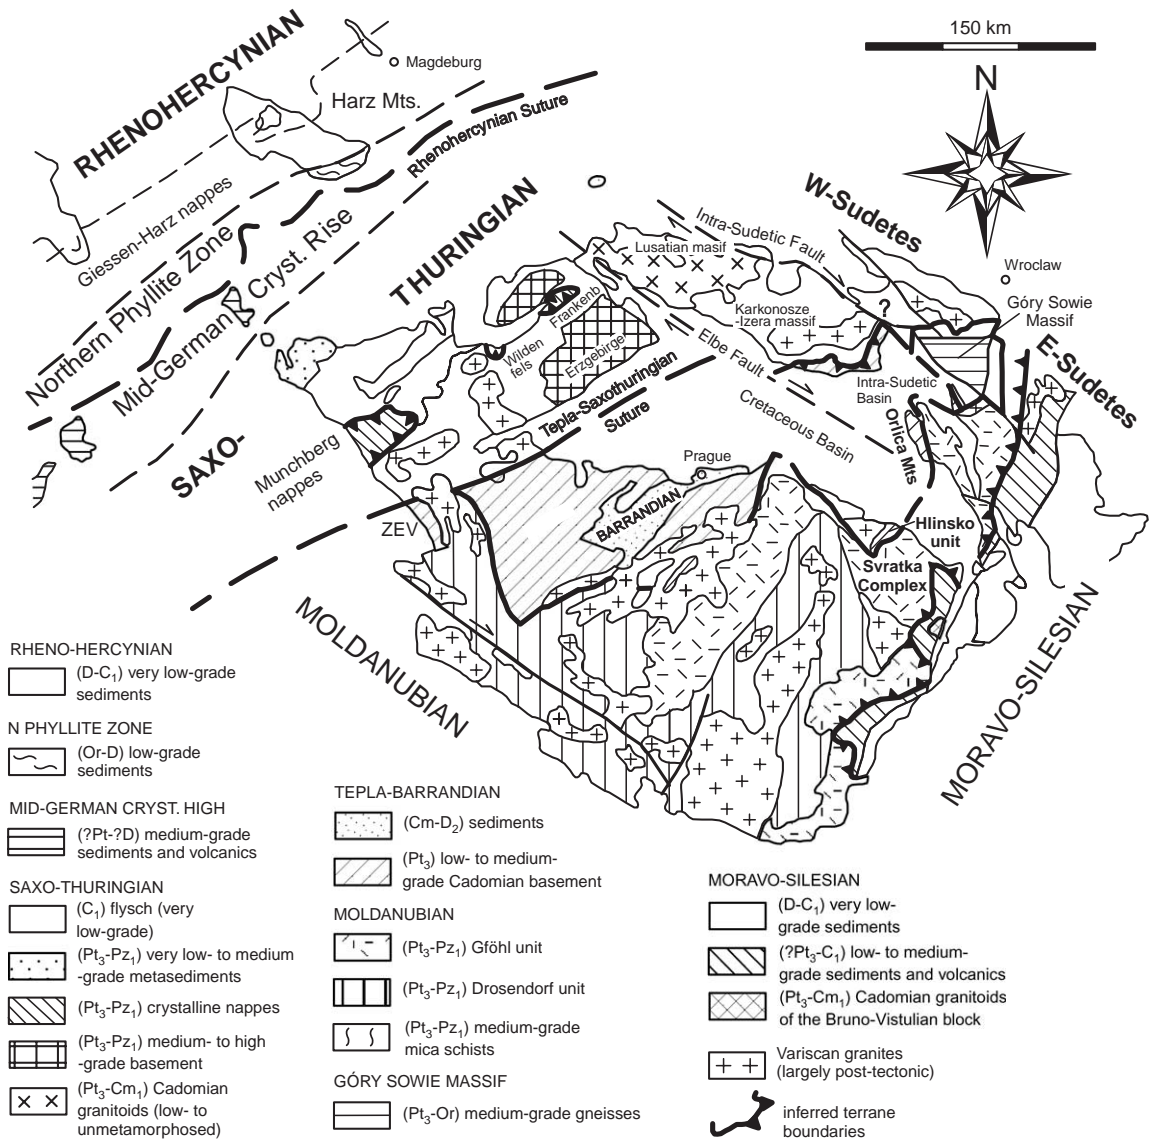 150 km
N
RHENOHERCYNIAN
Magdeburg
Harz Mts.
Rhenohercynian Suture
Giessen-Harz nappes
Northern Phyllite Zone
Mid-German Cryst. Rise
SAXO-
THURINGIAN
W-Sudetes
Intra-Sudetic Fault
Lusatian masif
Wroclaw
Góry Sowie
Massif
Karkonosze
-Izera massif
?
E-Sudetes
Frankenb
Wilden
fels
Erzgebirge
Elbe Fault
Intra-Sudetic
Basin
Tepla-Saxothuringian
Suture
Cretaceous Basin
Orlica Mts
Munchberg
nappes
Prague
ZEV
BARRANDIAN
Hlinsko
unit
Svratka
Complex
MOLDANUBIAN
MORAVO-SILESIAN
RHENO-HERCYNIAN
(D-C1) very low-grade
sediments
N PHYLLITE ZONE
(Or-D) low-grade
sediments
MID-GERMAN CRYST. HIGH
(?Pt-?D) medium-grade
sediments and volcanics
SAXO-THURINGIAN
(C1) flysch (very
low-grade)
(Pt3-Pz1) very low- to medium
-grade metasediments
(Pt3-Pz1) crystalline nappes
(Pt3-Pz1) medium- to high
-grade basement
(Pt3-Cm1) Cadomian
granitoids (low- to
unmetamorphosed)
TEPLA-BARRANDIAN
(Cm-D2) sediments
(Pt3) low- to medium-
grade Cadomian basement
MOLDANUBIAN
(Pt3-Pz1) Gföhl unit
(Pt3-Pz1) Drosendorf unit
(Pt3-Pz1) medium-grade
mica schists
GÓRY SOWIE MASSIF
(Pt3-Or) medium-grade gneisses
MORAVO-SILESIAN
(D-C1) very low-
grade sediments
(?Pt3-C1) low- to medium-
grade sediments and volcanics
(Pt3-Cm1) Cadomian granitoids
of the Bruno-Vistulian block
Variscan granites
(largely post-tectonic)
inferred terrane
boundaries